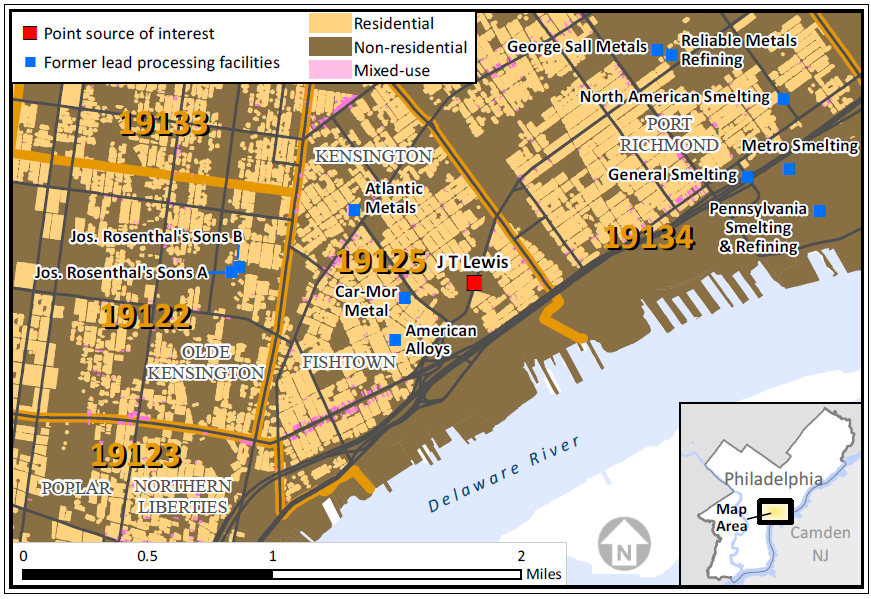 Point source of interest
Former lead processing facilities
Residential
Non-residential
Mixed-use
George Sall Metals
Reliable Metals
Refining
North American Smelting
PORT
RICHMOND
Metro Smelting
General Smelting
Pennsylvania
Smelting
& Refining
19133
KENSINGTON
Atlantic
Metals
19134
Jos. Rosenthal's Sons B
Jos. Rosenthal's Sons A
19125
J T Lewis
Car-Mor
Metal
19122
American
Alloys
OLDE
KENSINGTON
FISHTOWN
19123
POPLAR
NORTHERN
LIBERTIES
Delaware River
Philadelphia
Map
Area
Camden
NJ
N
0
0.5
1
2
Miles